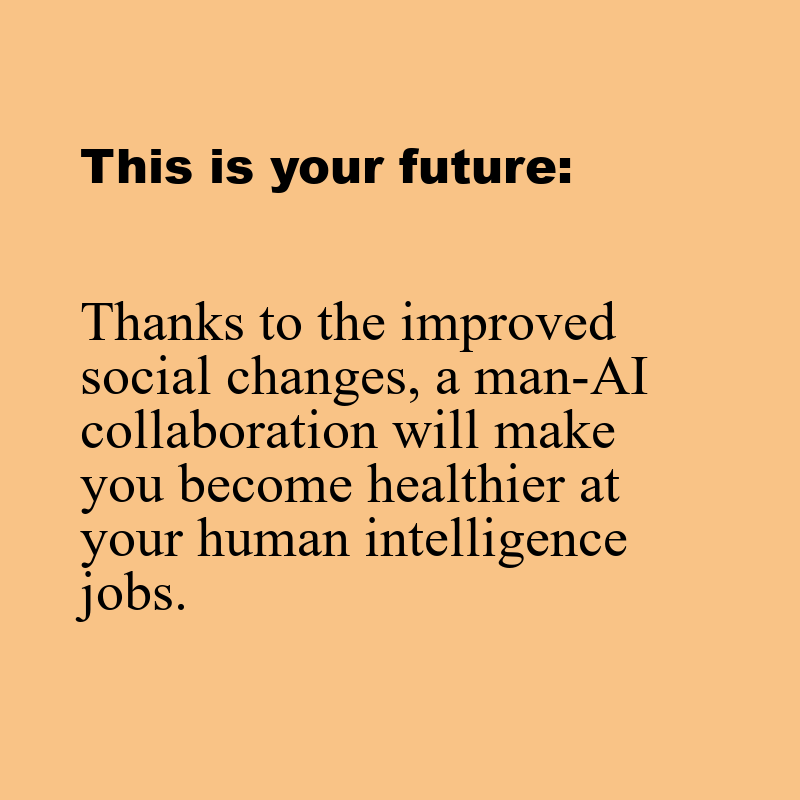 This is your future:
Thanks to the improved
social changes, a man-AI
collaboration will make
you become healthier at
your human intelligence
jobs.